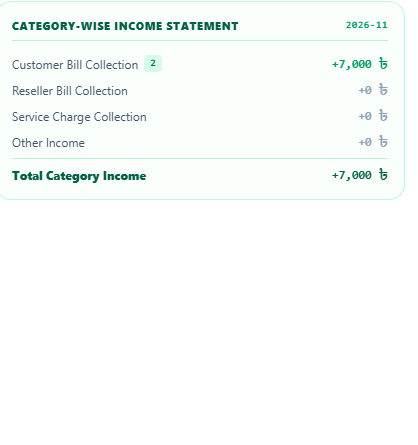 CATEGORY-WISE INCOME STATEMENT 2026-11
Customer Bill Collection 2 +7,000 ৳
Reseller Bill Collection +0 ৳
Service Charge Collection +0 ৳
Other Income +0 ৳
Total Category Income +7,000 ৳